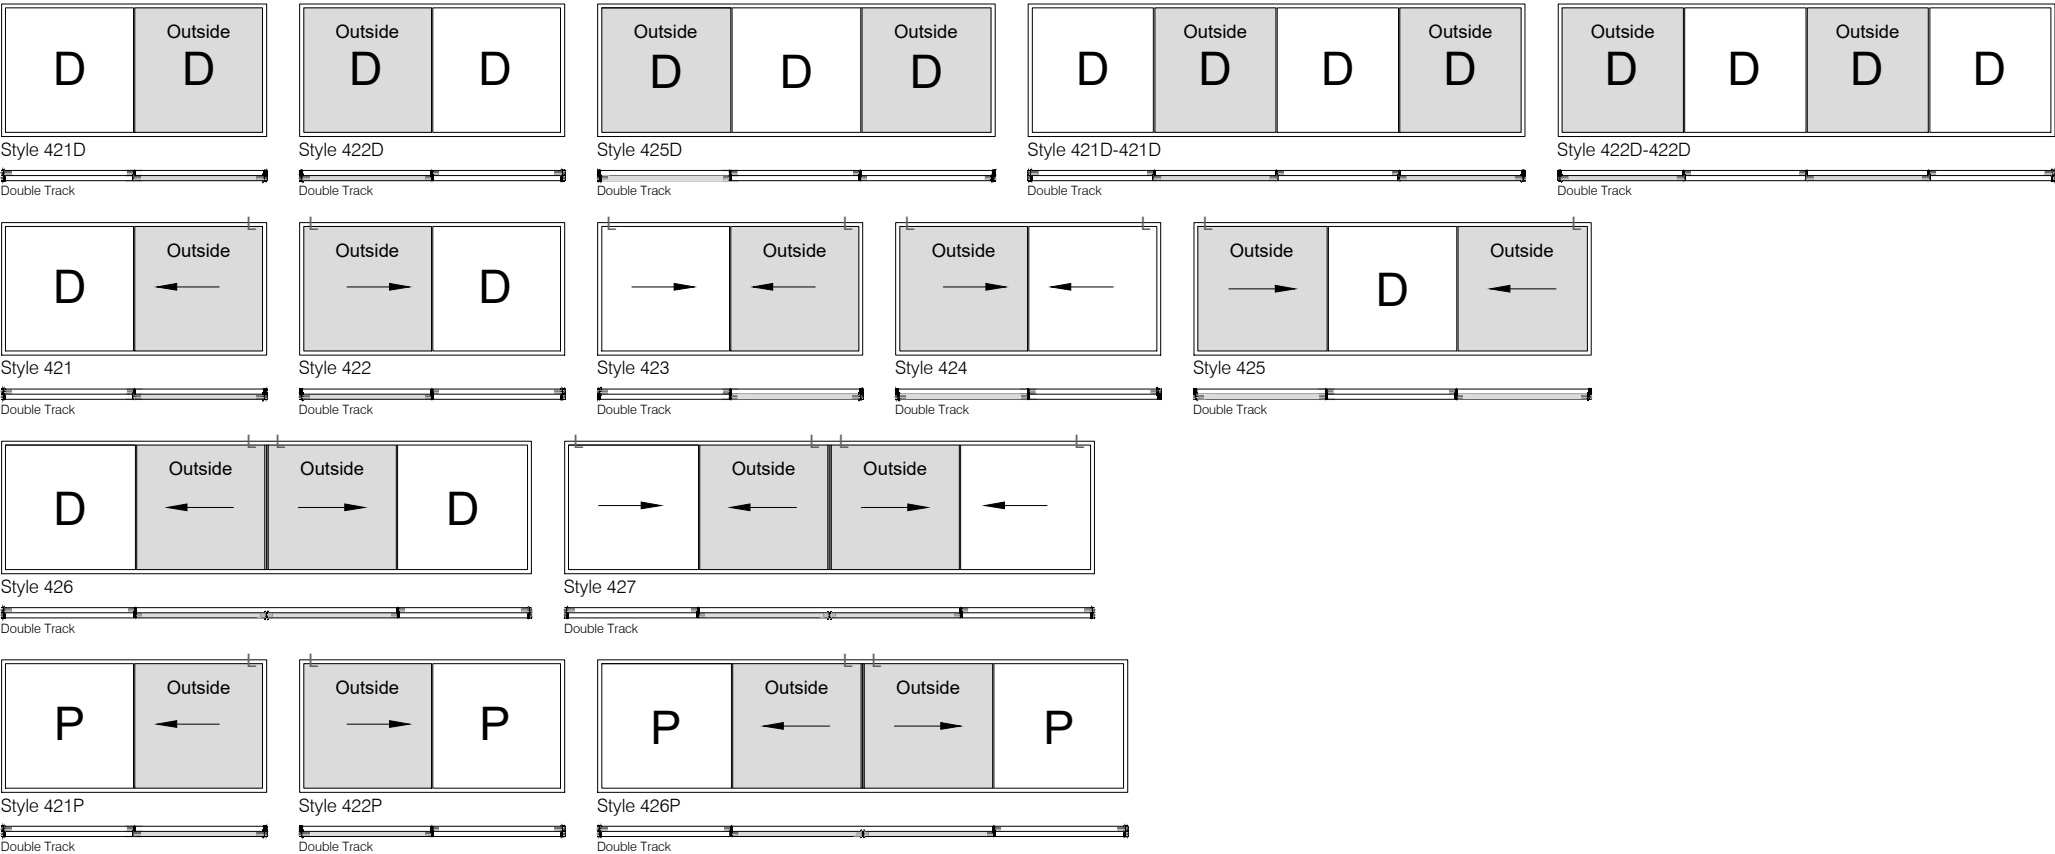 Outside Outside Outside Outside Outside Outside Outside Outside
D D D D D D D D D D D D D D D
Style 421D Style 422D Style 425D Style 421D-421D Style 422D-422D
Double Track Double Track Double Track Double Track Double Track
Outside Outside Outside Outside Outside Outside
D D D
Style 421 Style 422 Style 423 Style 424 Style 425
Double Track Double Track Double Track Double Track Double Track
Outside Outside Outside Outside
D D
Style 426 Style 427
Double Track Double Track
Outside Outside Outside Outside
P P P P
Style 421P Style 422P Style 426P
Double Track Double Track Double Track